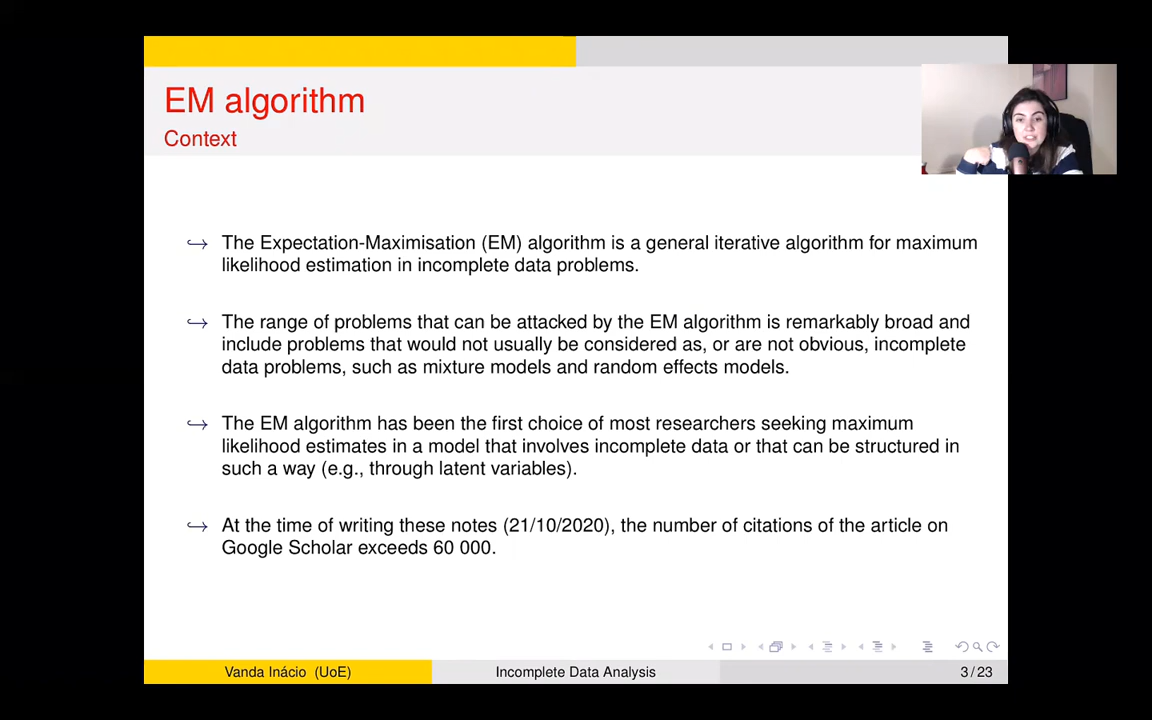 EM algorithm
Context
↪ The Expectation-Maximisation (EM) algorithm is a general iterative algorithm for maximum
likelihood estimation in incomplete data problems.
↪ The range of problems that can be attacked by the EM algorithm is remarkably broad and
include problems that would not usually be considered as, or are not obvious, incomplete
data problems, such as mixture models and random effects models.
↪ The EM algorithm has been the first choice of most researchers seeking maximum
likelihood estimates in a model that involves incomplete data or that can be structured in
such a way (e.g., through latent variables).
↪ At the time of writing these notes (21/10/2020), the number of citations of the article on
Google Scholar exceeds 60 000.
Vanda Inácio (UoE) Incomplete Data Analysis 3 / 23